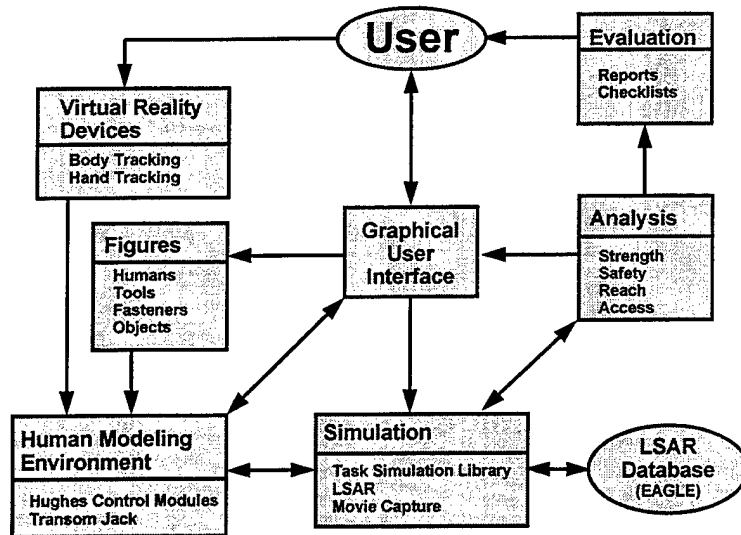 User
Evaluation
Reports
Checklists
Virtual Reality
Devices
Body Tracking
Hand Tracking
Figures
Humans
Tools
Fasteners
Objects
Graphical
User
Interface
Analysis
Strength
Safety
Reach
Access
Human Modeling
Environment
Hughes Control Modules
Transom Jack
Simulation
Task Simulation Library
LSAR
Movie Capture
LSAR
Database
(EAGLE)